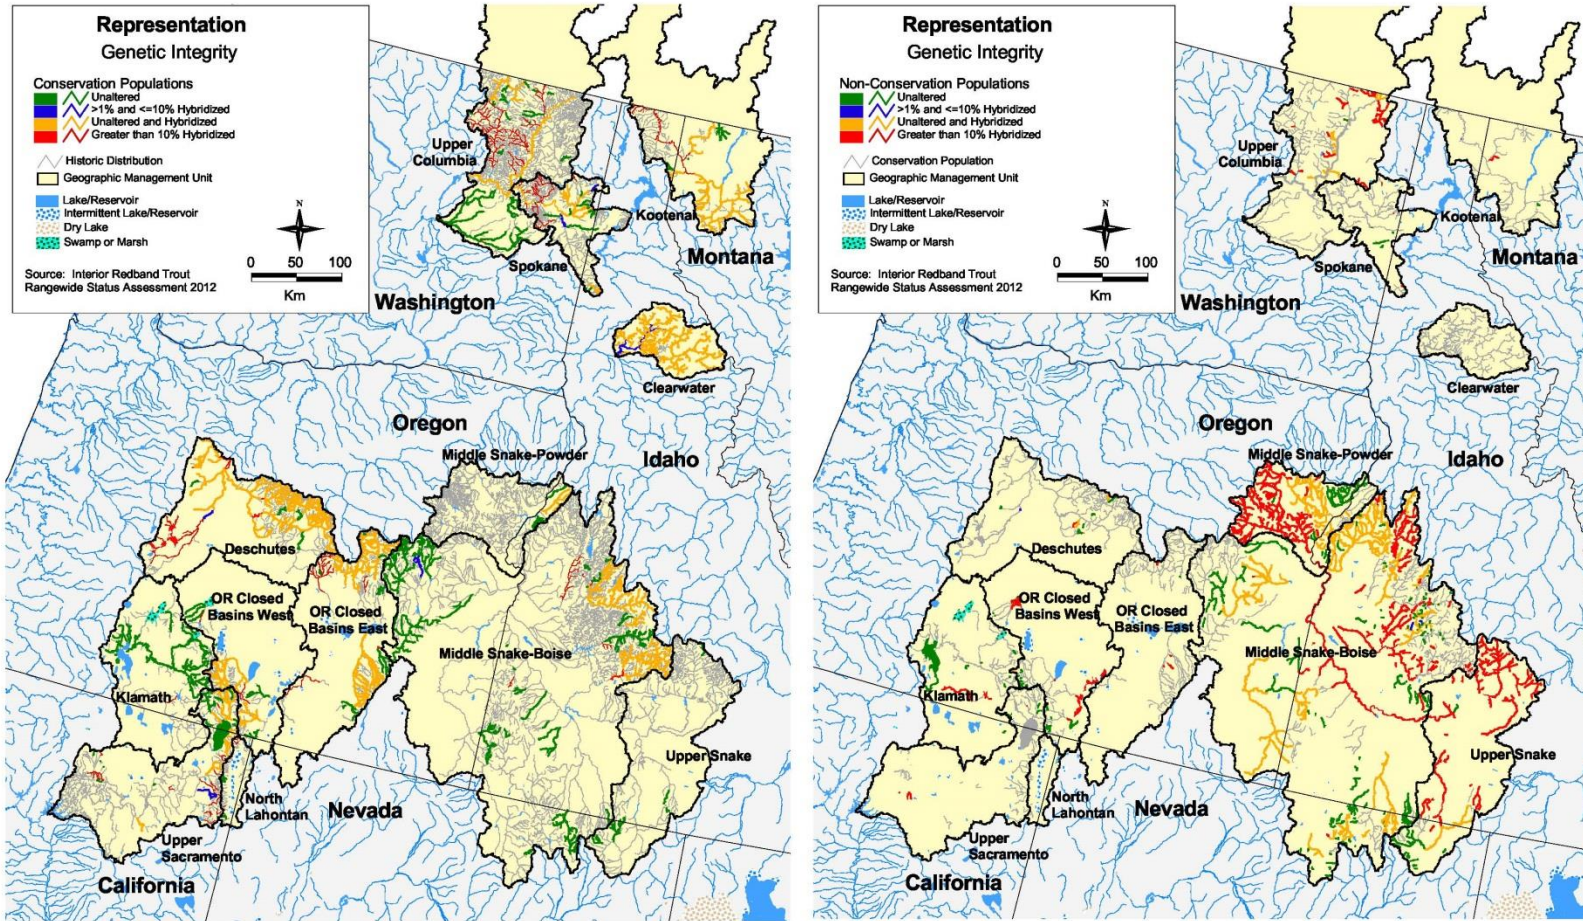 Representation
Genetic Integrity
Conservation Populations
Unaltered
>1% and <=10% Hybridized
Unaltered and Hybridized
Greater than 10% Hybridized
Historic Distribution
Geographic Management Unit
Lake/Reservoir
Intermittent Lake/Reservoir
Dry Lake
Swamp or Marsh
N
0 50 100
Km
Source: Interior Redband Trout
Rangewide Status Assessment 2012
Upper
Columbia
Kootenai
Montana
Spokane
Washington
Clearwater
Oregon
Idaho
Middle Snake-Powder
Deschutes
OR Closed
Basins West
OR Closed
Basins East
Middle Snake-Boise
Klamath
Upper Snake
North
Lahontan
Nevada
Upper
Sacramento
California
Representation
Genetic Integrity
Non-Conservation Populations
Unaltered
>1% and <=10% Hybridized
Unaltered and Hybridized
Greater than 10% Hybridized
Conservation Population
Geographic Management Unit
Lake/Reservoir
Intermittent Lake/Reservoir
Dry Lake
Swamp or Marsh
N
0 50 100
Km
Source: Interior Redband Trout
Rangewide Status Assessment 2012
Upper
Columbia
Kootenai
Montana
Spokane
Washington
Clearwater
Oregon
Idaho
Middle Snake-Powder
Deschutes
OR Closed
Basins West
OR Closed
Basins East
Middle Snake-Boise
Klamath
Upper Snake
North
Lahontan
Nevada
Upper
Sacramento
California